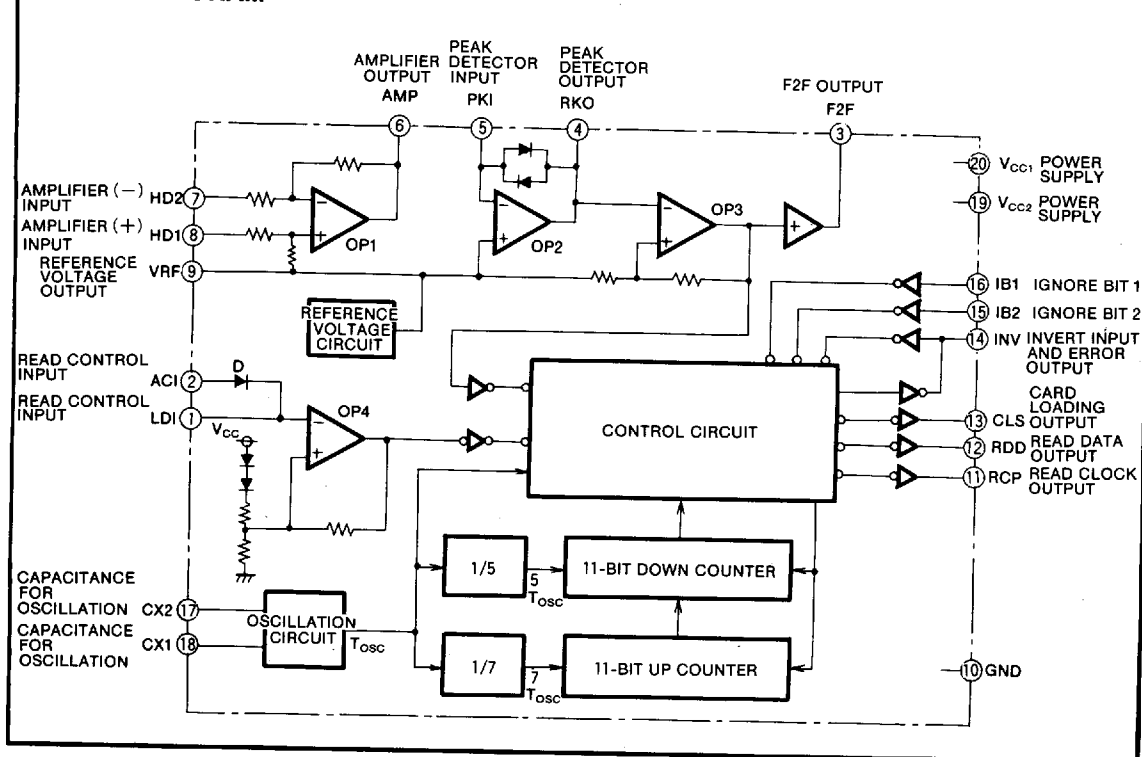 AMPLIFIER
OUTPUT
AMP
PEAK
DETECTOR
INPUT
PKI
PEAK
DETECTOR
OUTPUT
RKO
F2F OUTPUT
F2F
6
5
4
3
AMPLIFIER (−) HD2 7
INPUT
AMPLIFIER (+) HD1 8
INPUT
REFERENCE
VOLTAGE VRF 9
OUTPUT
− + OP1
− + OP2
− + OP3
+
20 VCC1 POWER
SUPPLY
19 VCC2 POWER
SUPPLY
REFERENCE
VOLTAGE
CIRCUIT
16 IB1 IGNORE BIT 1
15 IB2 IGNORE BIT 2
14 INV INVERT INPUT
AND ERROR
OUTPUT
READ CONTROL
INPUT
ACI 2 D
READ CONTROL
INPUT LDI 1
VCC
− + OP4
CONTROL CIRCUIT
CARD
LOADING
13 CLS OUTPUT
12 RDD READ DATA
OUTPUT
11 RCP READ CLOCK
OUTPUT
CAPACITANCE
FOR
OSCILLATION CX2 17
CAPACITANCE
FOR CX1 18
OSCILLATION
OSCILLATION
CIRCUIT
TOSC
1/5
5
TOSC
11-BIT DOWN COUNTER
1/7
7
TOSC
11-BIT UP COUNTER
10 GND